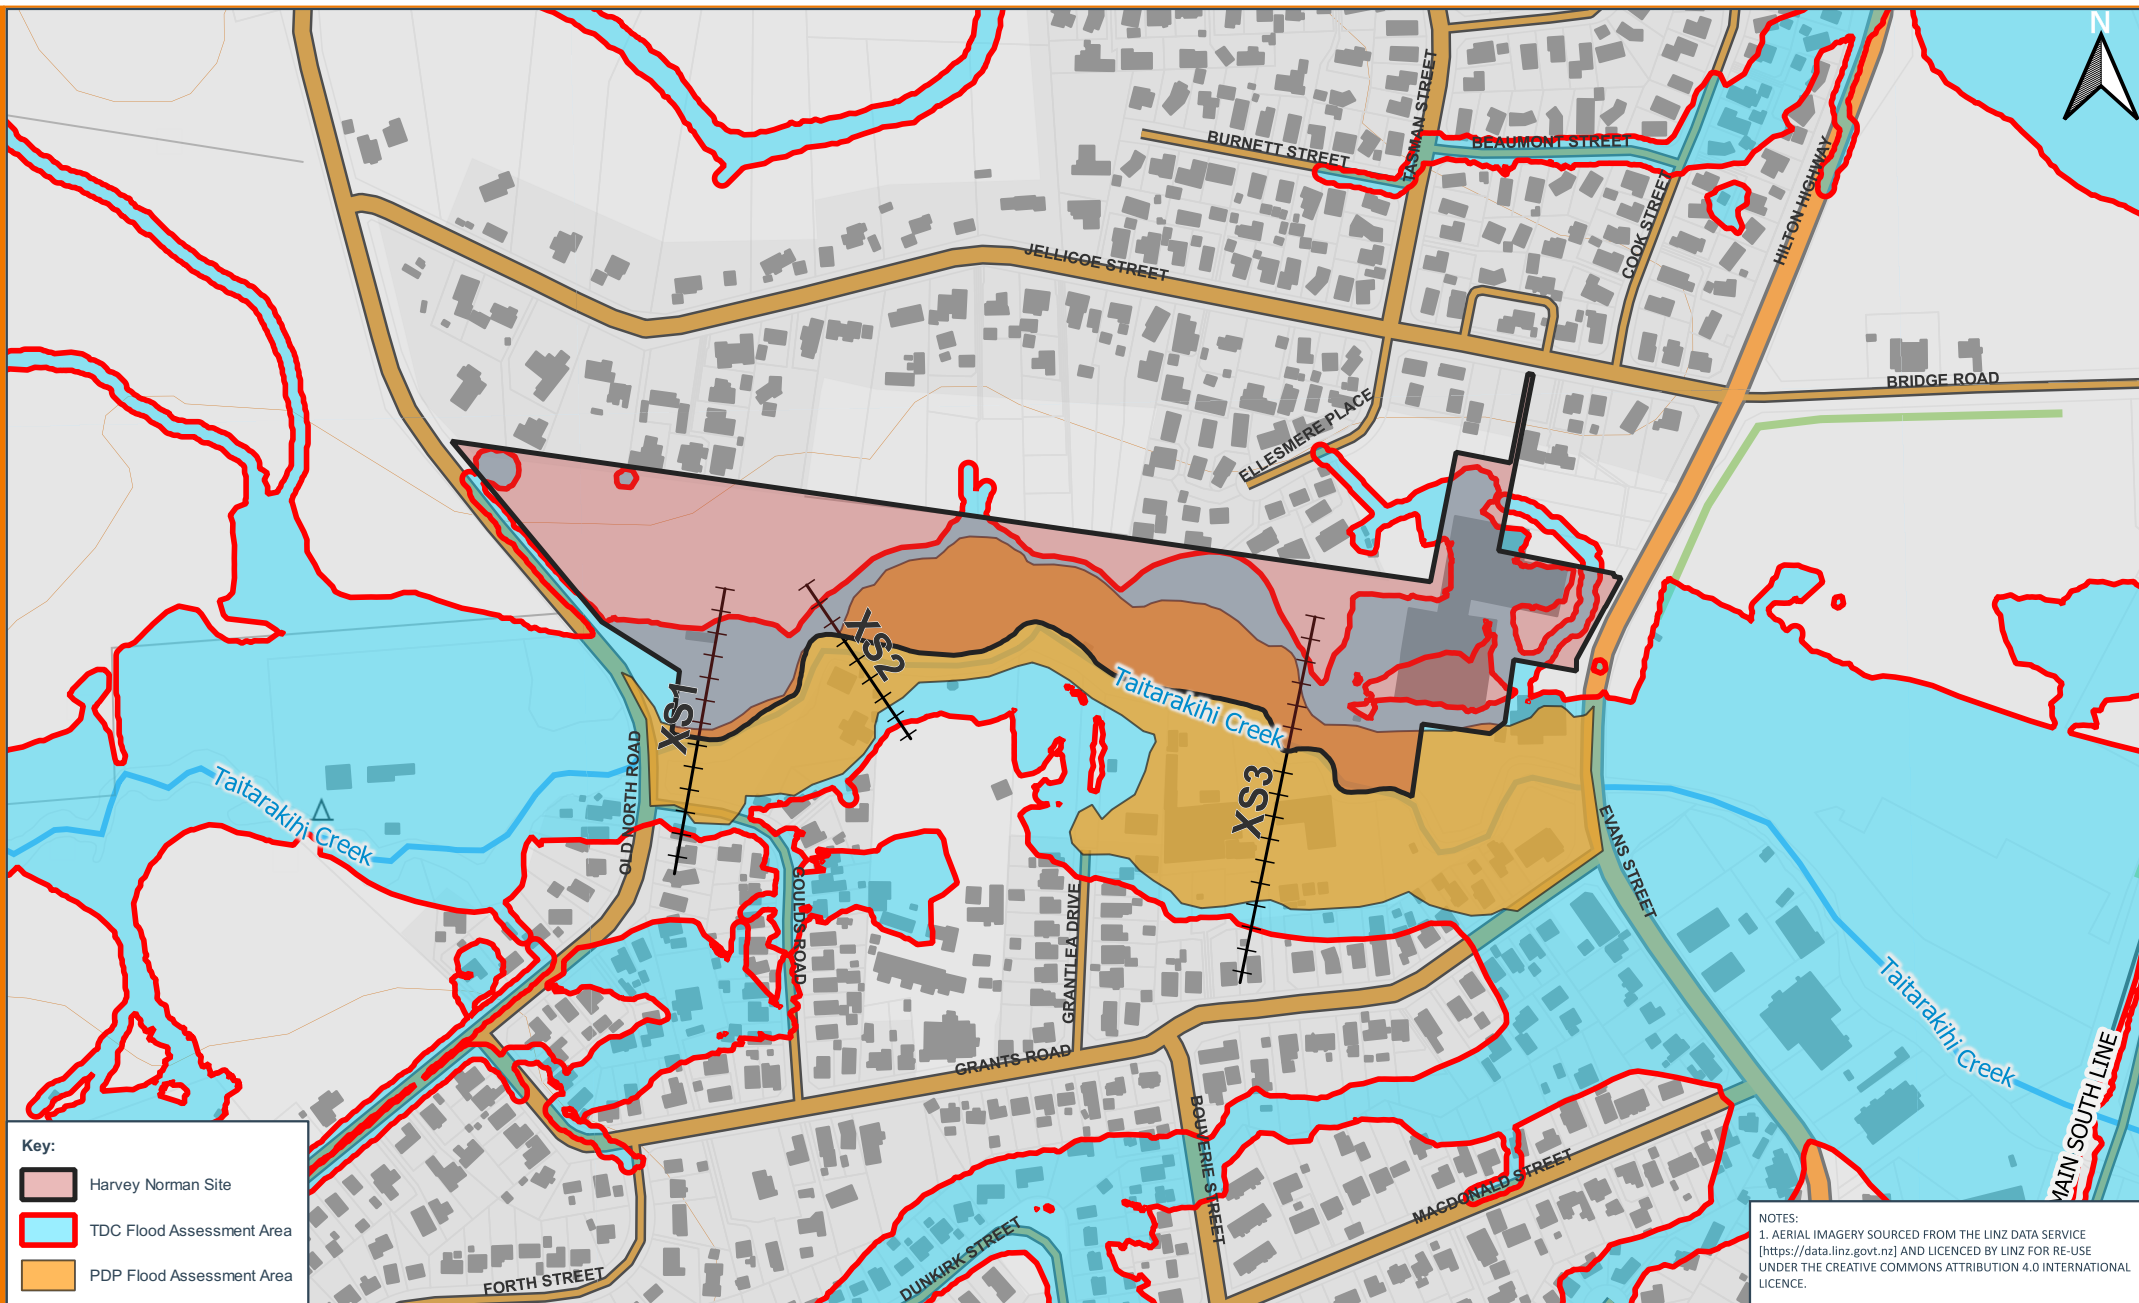 N
TASMAN STREET
BURNETT STREET
BEAUMONT STREET
COOK STREET
HILTON HIGHWAY
JELLICOE STREET
BRIDGE ROAD
ELLESMERE PLACE
XS2
XS1
Taitarakihi Creek
XS3
Taitarakihi Creek
OLD NORTH ROAD
EVANS STREET
GOULDS ROAD
GRANTLEA DRIVE
Taitarakihi Creek
GRANTS ROAD
MAIN SOUTH LINE
BOUVERIE STREET
MACDONALD STREET
DUNKIRK STREET
FORTH STREET
Key:
Harvey Norman Site
TDC Flood Assessment Area
PDP Flood Assessment Area
NOTES:
1. AERIAL IMAGERY SOURCED FROM THE LINZ DATA SERVICE
[https://data.linz.govt.nz] AND LICENCED BY LINZ FOR RE-USE
UNDER THE CREATIVE COMMONS ATTRIBUTION 4.0 INTERNATIONAL
LICENCE.